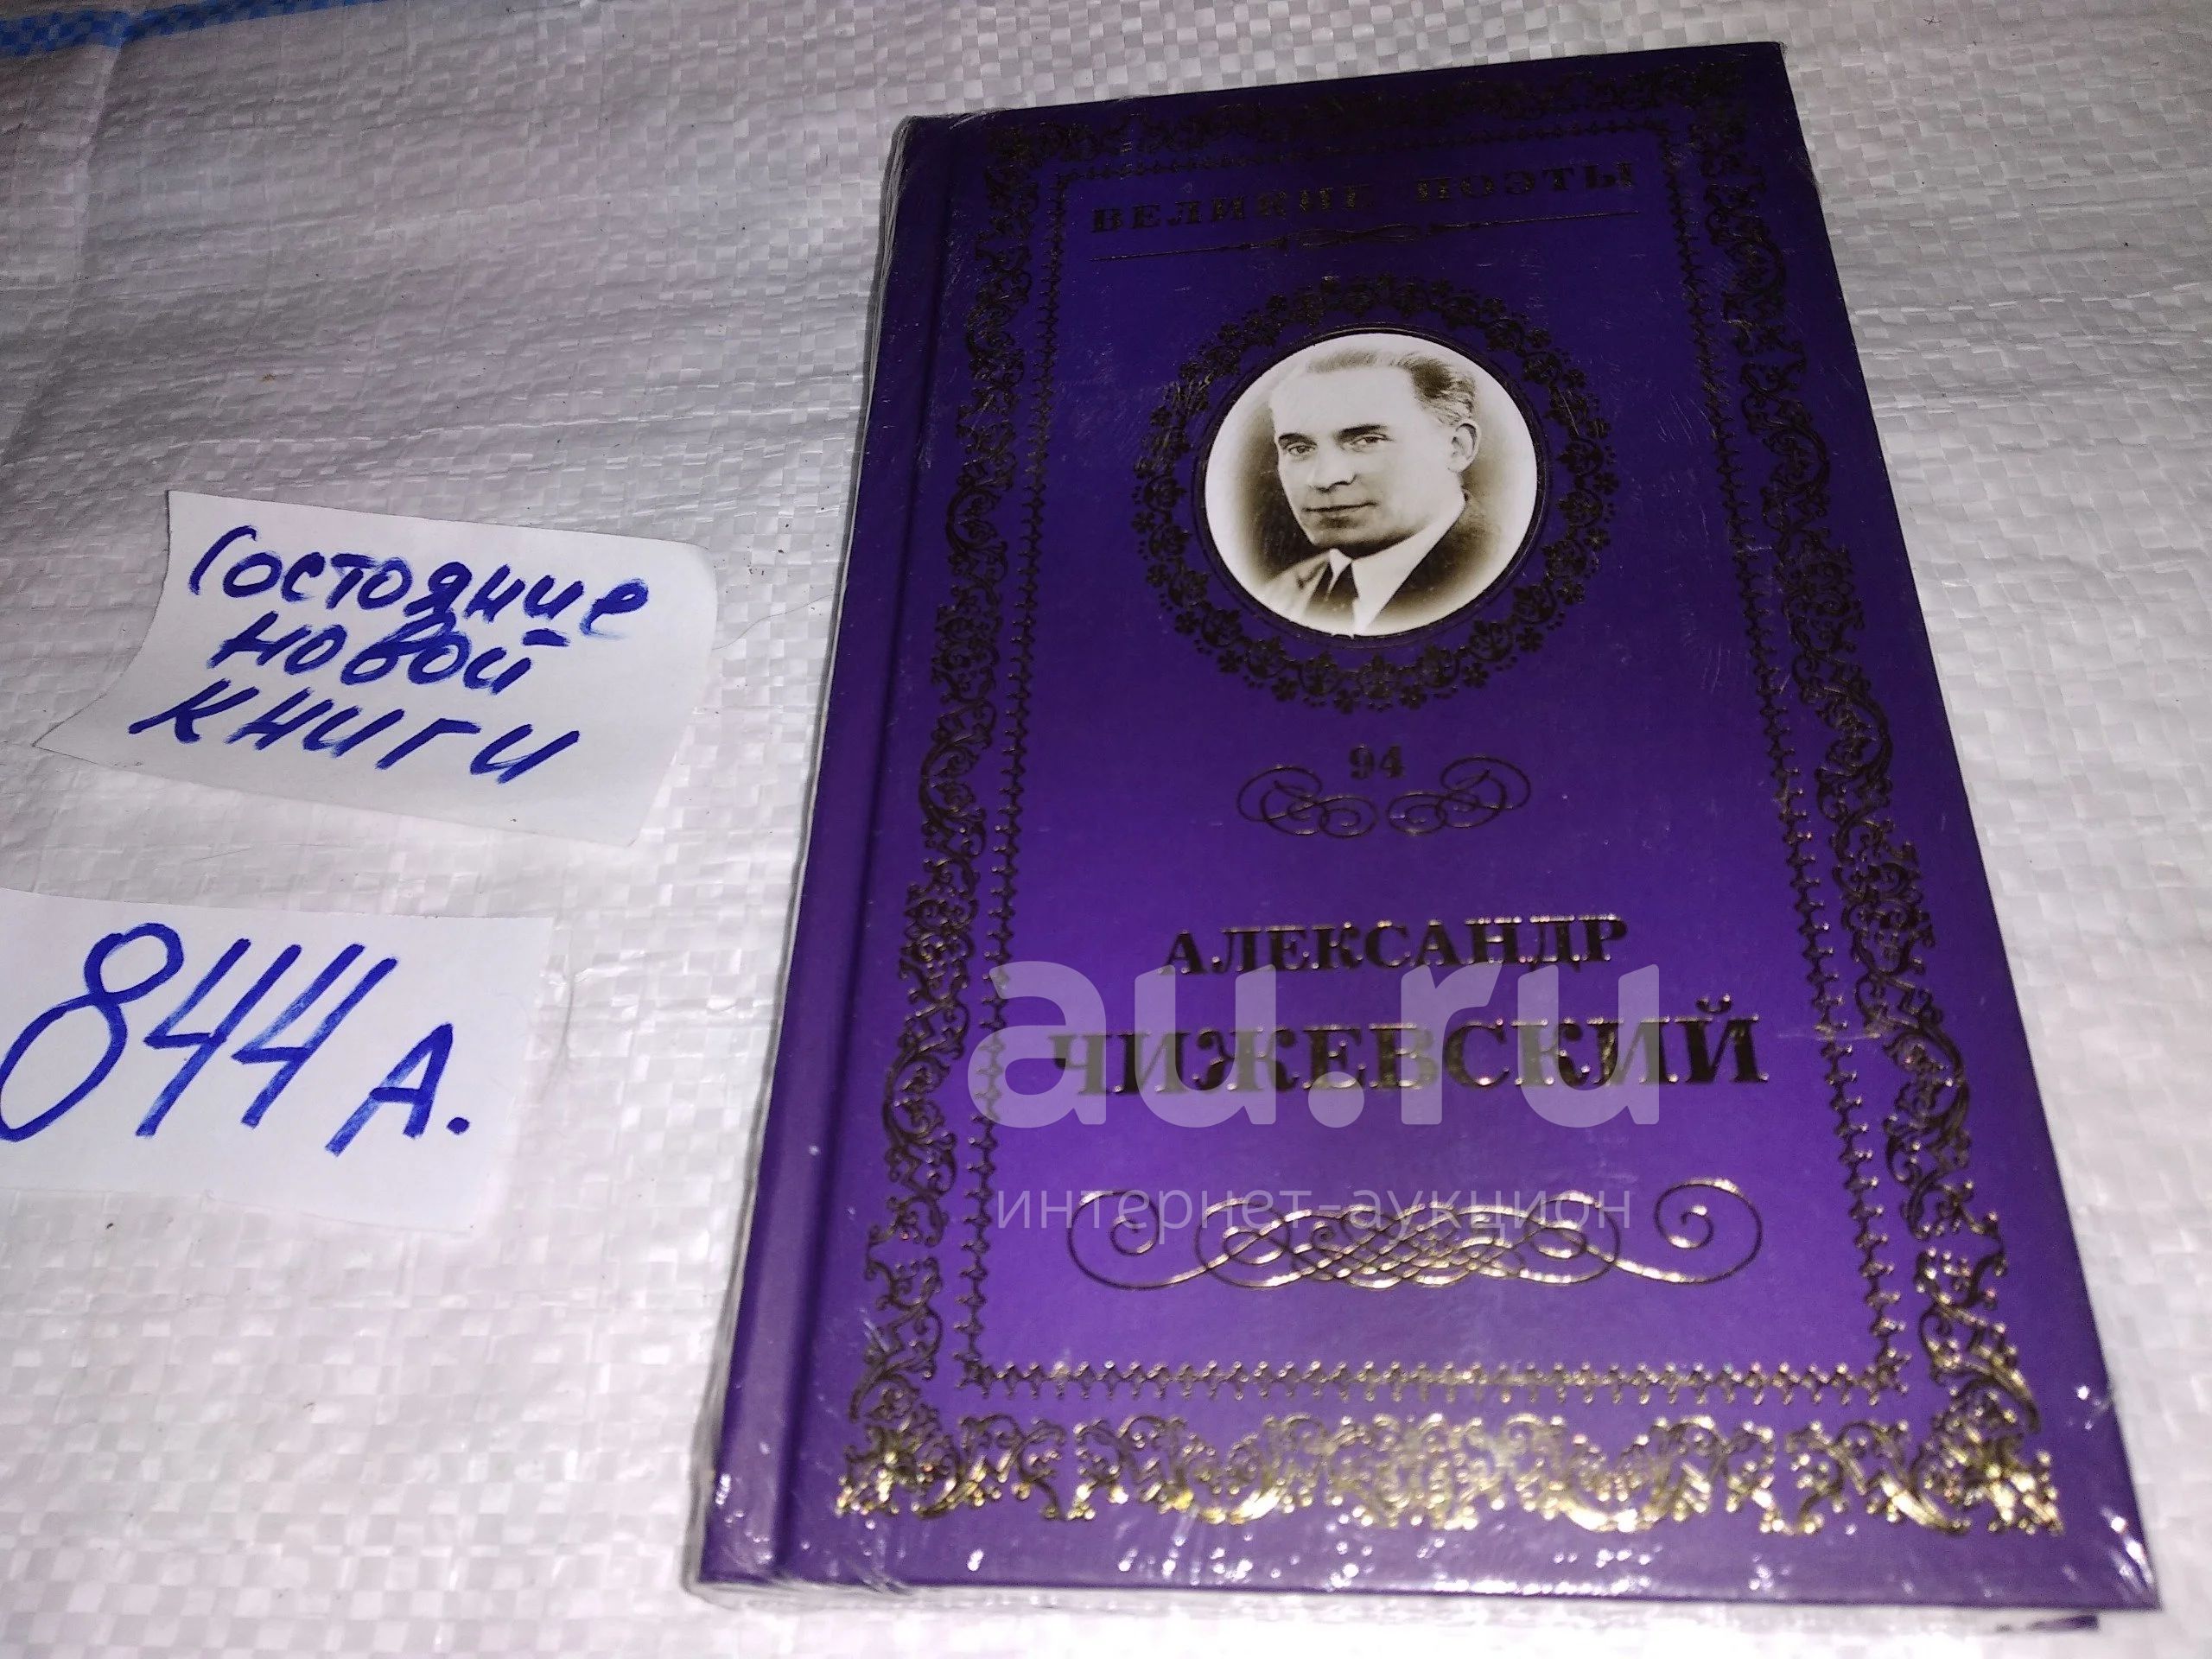 ВЕЛИКИЕ ПОЭТЫ
94
АЛЕКСАНДР
ЧИЖЕВСКИЙ
au.ru
интернет-аукцион
Состояние
новой
книги
844 А.